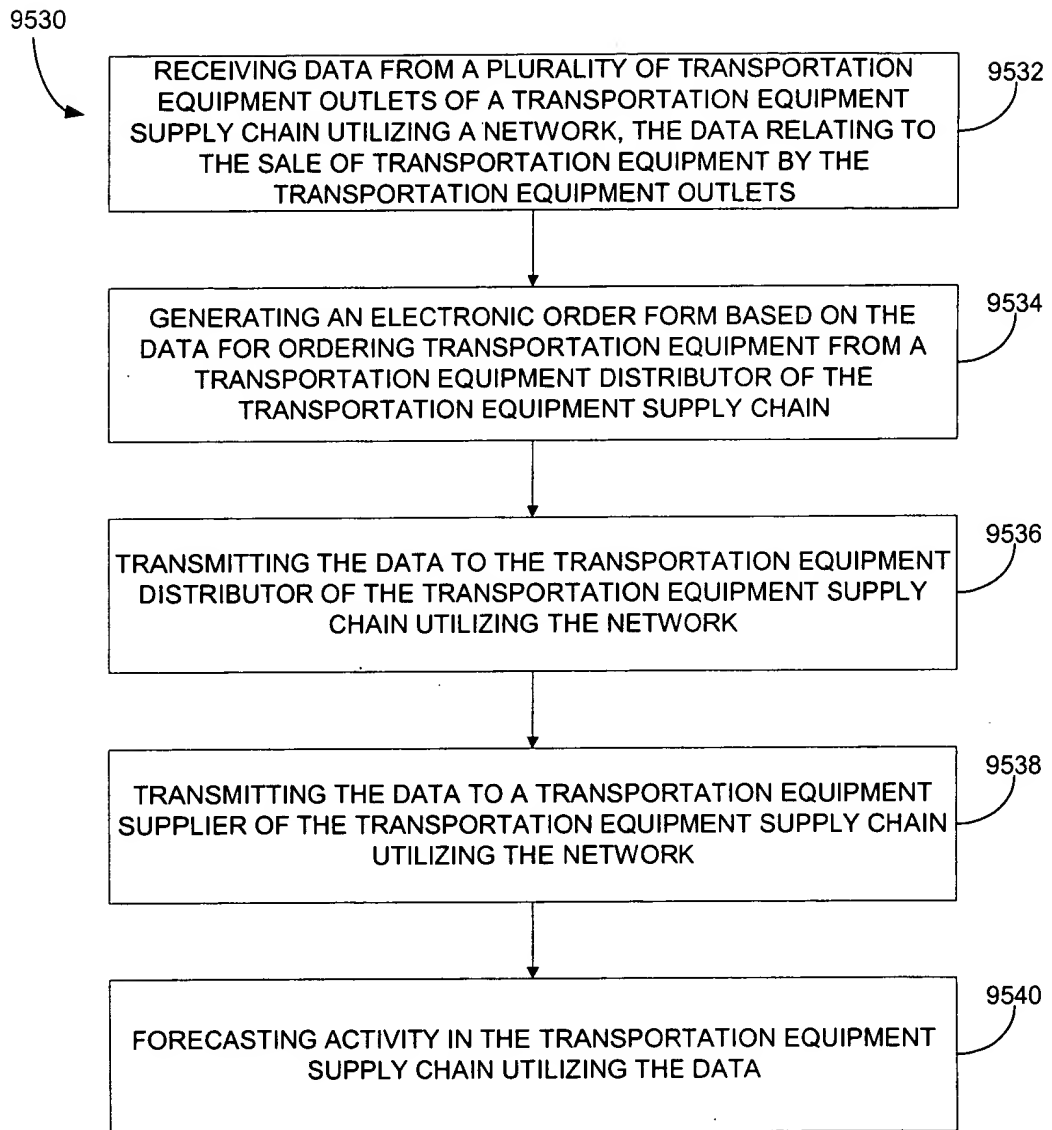 9530
RECEIVING DATA FROM A PLURALITY OF TRANSPORTATION
EQUIPMENT OUTLETS OF A TRANSPORTATION EQUIPMENT
SUPPLY CHAIN UTILIZING A NETWORK, THE DATA RELATING TO
THE SALE OF TRANSPORTATION EQUIPMENT BY THE
TRANSPORTATION EQUIPMENT OUTLETS
9532
GENERATING AN ELECTRONIC ORDER FORM BASED ON THE
DATA FOR ORDERING TRANSPORTATION EQUIPMENT FROM A
TRANSPORTATION EQUIPMENT DISTRIBUTOR OF THE
TRANSPORTATION EQUIPMENT SUPPLY CHAIN
9534
TRANSMITTING THE DATA TO THE TRANSPORTATION EQUIPMENT
DISTRIBUTOR OF THE TRANSPORTATION EQUIPMENT SUPPLY
CHAIN UTILIZING THE NETWORK
9536
TRANSMITTING THE DATA TO A TRANSPORTATION EQUIPMENT
SUPPLIER OF THE TRANSPORTATION EQUIPMENT SUPPLY CHAIN
UTILIZING THE NETWORK
9538
FORECASTING ACTIVITY IN THE TRANSPORTATION EQUIPMENT
SUPPLY CHAIN UTILIZING THE DATA
9540